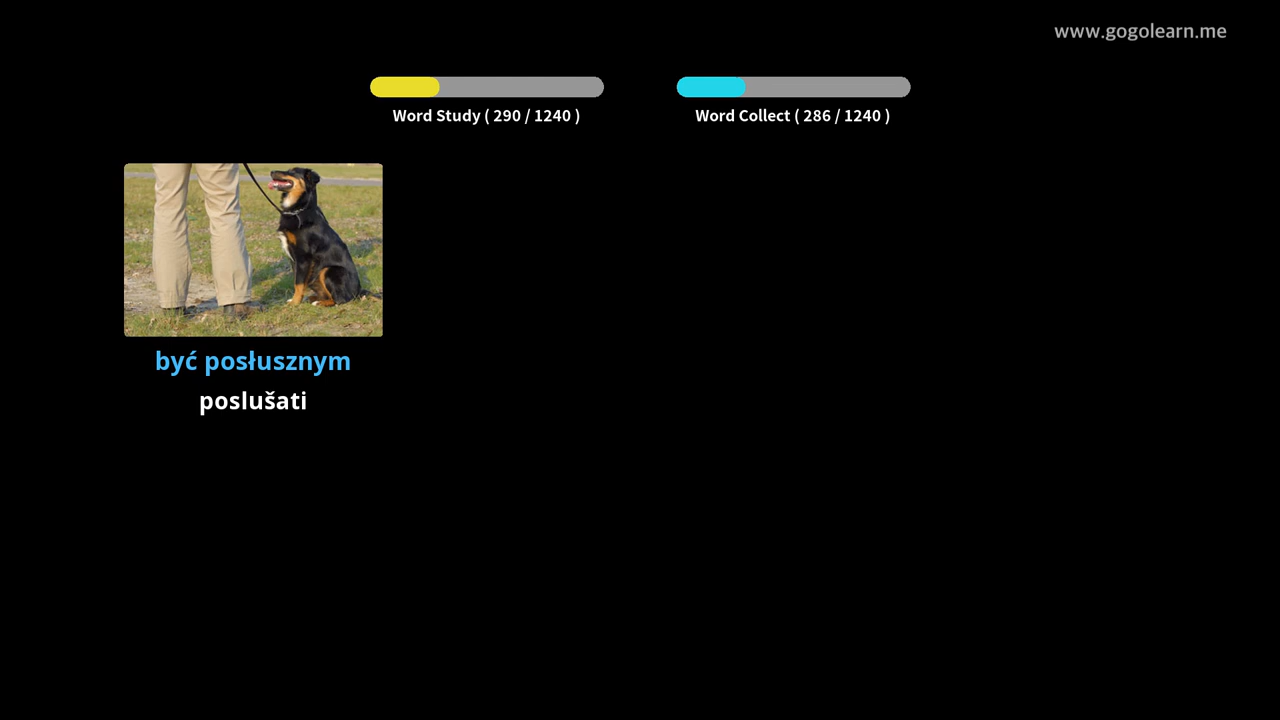 www.gogolearn.me
Word Study ( 290 / 1240 )
Word Collect ( 286 / 1240 )
być posłusznym
poslušati